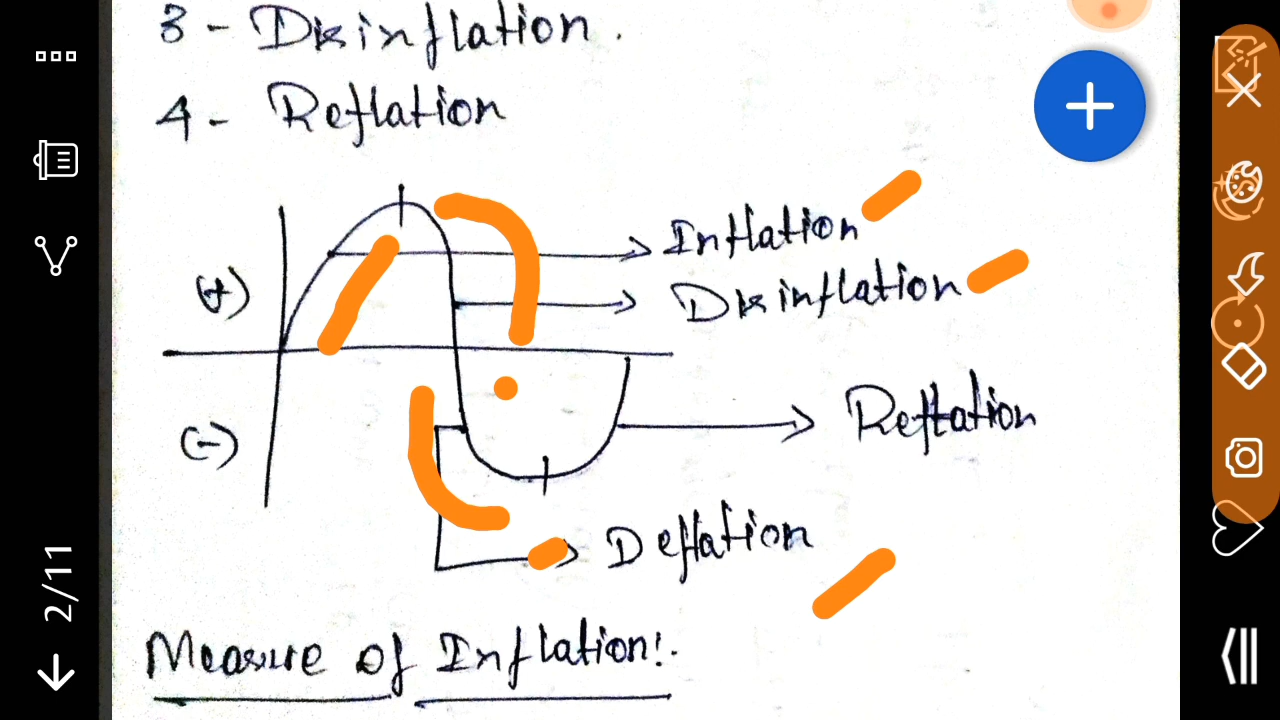 3 - Disinflation.
4 - Reflation
Inflation
(+)
Disinflation
Reflation
(-)
Deflation
Measure of Inflation:-
2/11